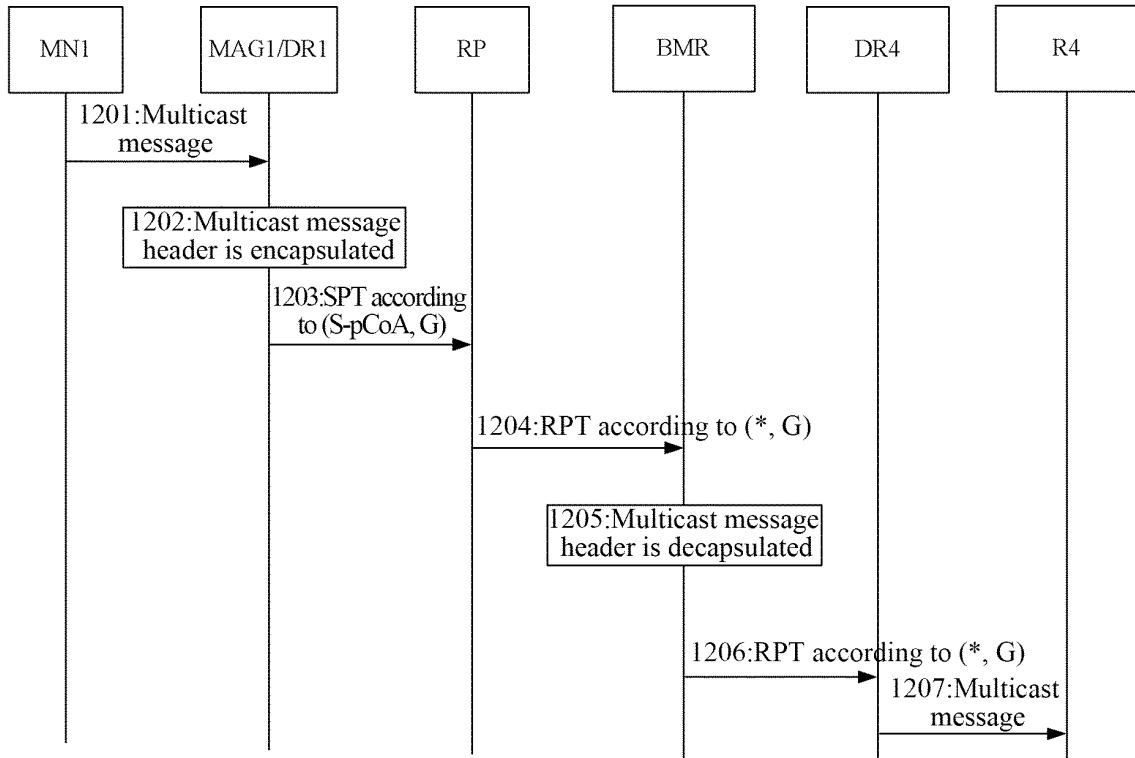 MN1
MAG1/DR1
RP
BMR
DR4
R4
1201:Multicast
message
1202:Multicast message
header is encapsulated
1203:SPT according
to (S-pCoA, G)
1204:RPT according to (*, G)
1205:Multicast message
header is decapsulated
1206:RPT according to (*, G)
1207:Multicast
message